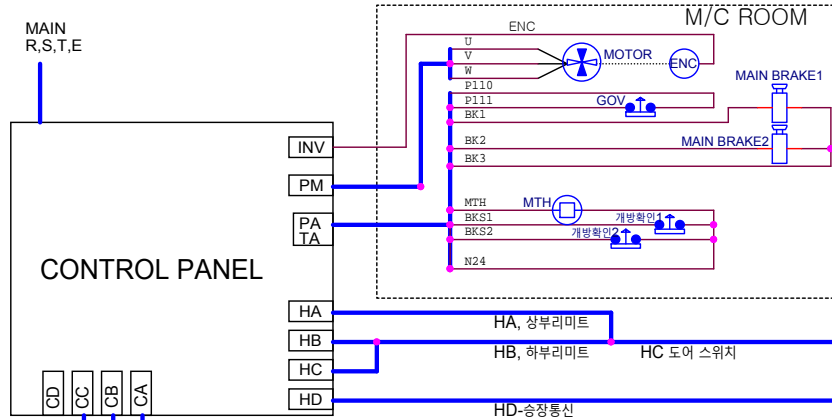 M/C ROOM
MAIN
R,S,T,E
ENC
U
V
W
MOTOR
ENC
MAIN BRAKE1
P110
P111
GOV
BK1
BK2
MAIN BRAKE2
BK3
INV
PM
PA
TA
MTH
MTH
BKS1
개방확인1
BKS2
개방확인2
N24
CONTROL PANEL
HA
HA, 상부리미트
HB
HB, 하부리미트
HC 도어 스위치
HC
HD
HD-승장통신
CD
CC
CB
CA